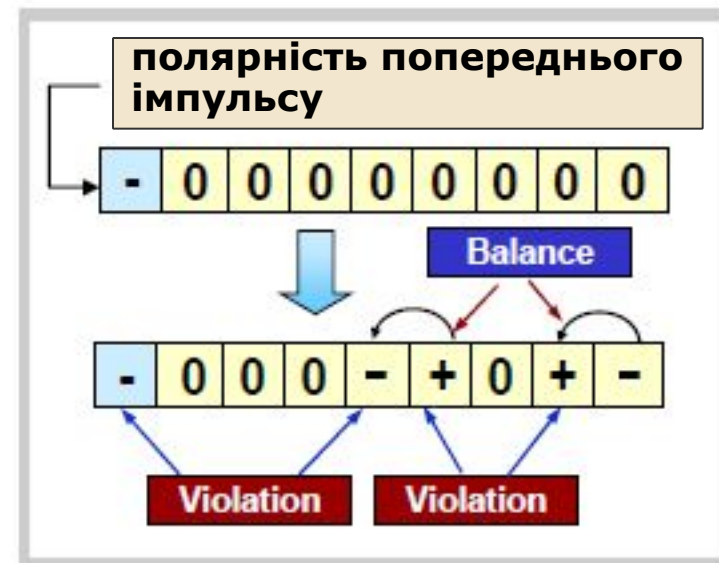 полярність попереднього
імпульсу
- 0 0 0 0 0 0 0 0
Balance
- 0 0 0 - + 0 + -
Violation Violation